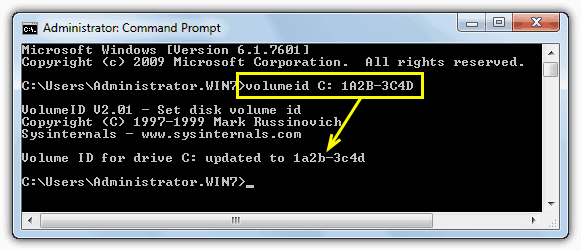 Administrator: Command Prompt
Microsoft Windows [Version 6.1.7601]
Copyright (c) 2009 Microsoft Corporation.  All rights reserved.
C:\Users\Administrator.WIN7>volumeid C: 1A2B-3C4D
VolumeID V2.01 - Set disk volume id
Copyright (C) 1997-1999 Mark Russinovich
Sysinternals - www.sysinternals.com
Volume ID for drive C: updated to 1a2b-3c4d
C:\Users\Administrator.WIN7>_